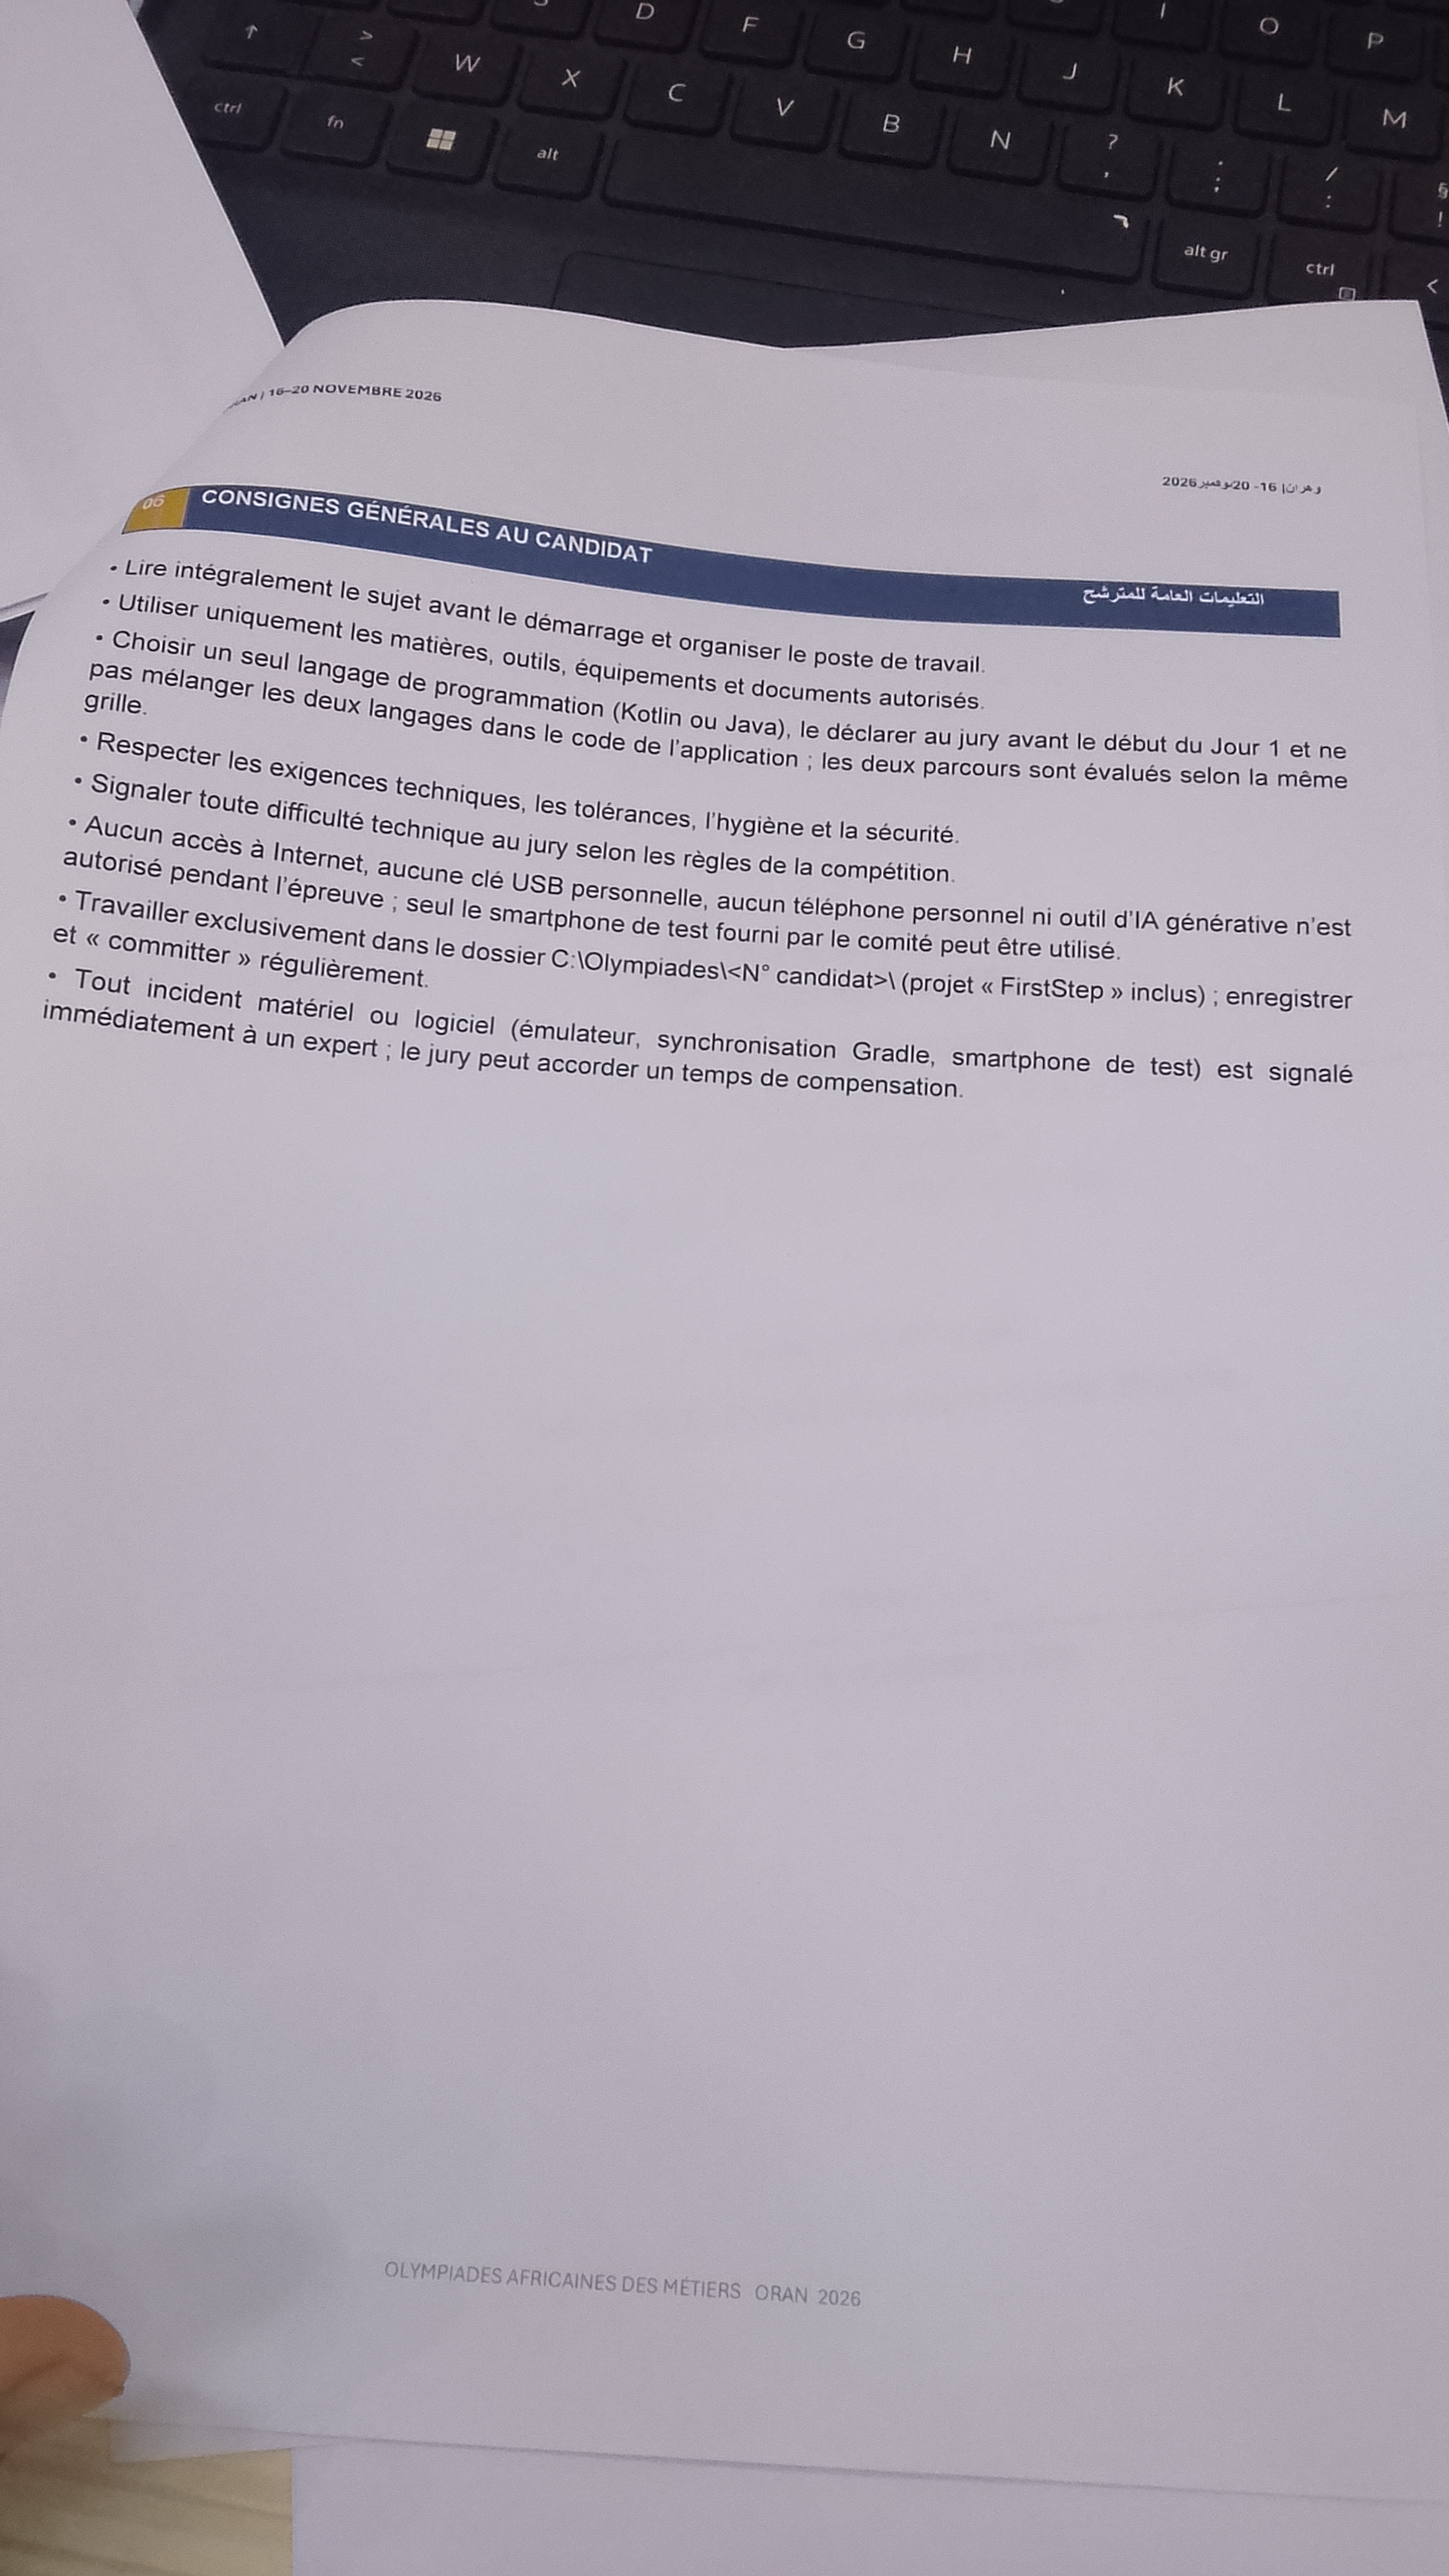 D F G H J K L M O P I
↑ > < W X C V B N ? , . ; / : § !
ctrl fn alt alt gr ctrl <
| 16–20 NOVEMBRE 2026
وهران| 16- 20نوفمبر2026
06 CONSIGNES GÉNÉRALES AU CANDIDAT
التعليمات العامة للمترشح
• Lire intégralement le sujet avant le démarrage et organiser le poste de travail.
• Utiliser uniquement les matières, outils, équipements et documents autorisés.
• Choisir un seul langage de programmation (Kotlin ou Java), le déclarer au jury avant le début du Jour 1 et ne
pas mélanger les deux langages dans le code de l’application ; les deux parcours sont évalués selon la même
grille.
• Respecter les exigences techniques, les tolérances, l’hygiène et la sécurité.
• Signaler toute difficulté technique au jury selon les règles de la compétition.
• Aucun accès à Internet, aucune clé USB personnelle, aucun téléphone personnel ni outil d’IA générative n’est
autorisé pendant l’épreuve ; seul le smartphone de test fourni par le comité peut être utilisé.
• Travailler exclusivement dans le dossier C:\Olympiades\<N° candidat>\ (projet « FirstStep » inclus) ; enregistrer
et « committer » régulièrement.
• Tout incident matériel ou logiciel (émulateur, synchronisation Gradle, smartphone de test) est signalé
immédiatement à un expert ; le jury peut accorder un temps de compensation.
OLYMPIADES AFRICAINES DES MÉTIERS ORAN 2026